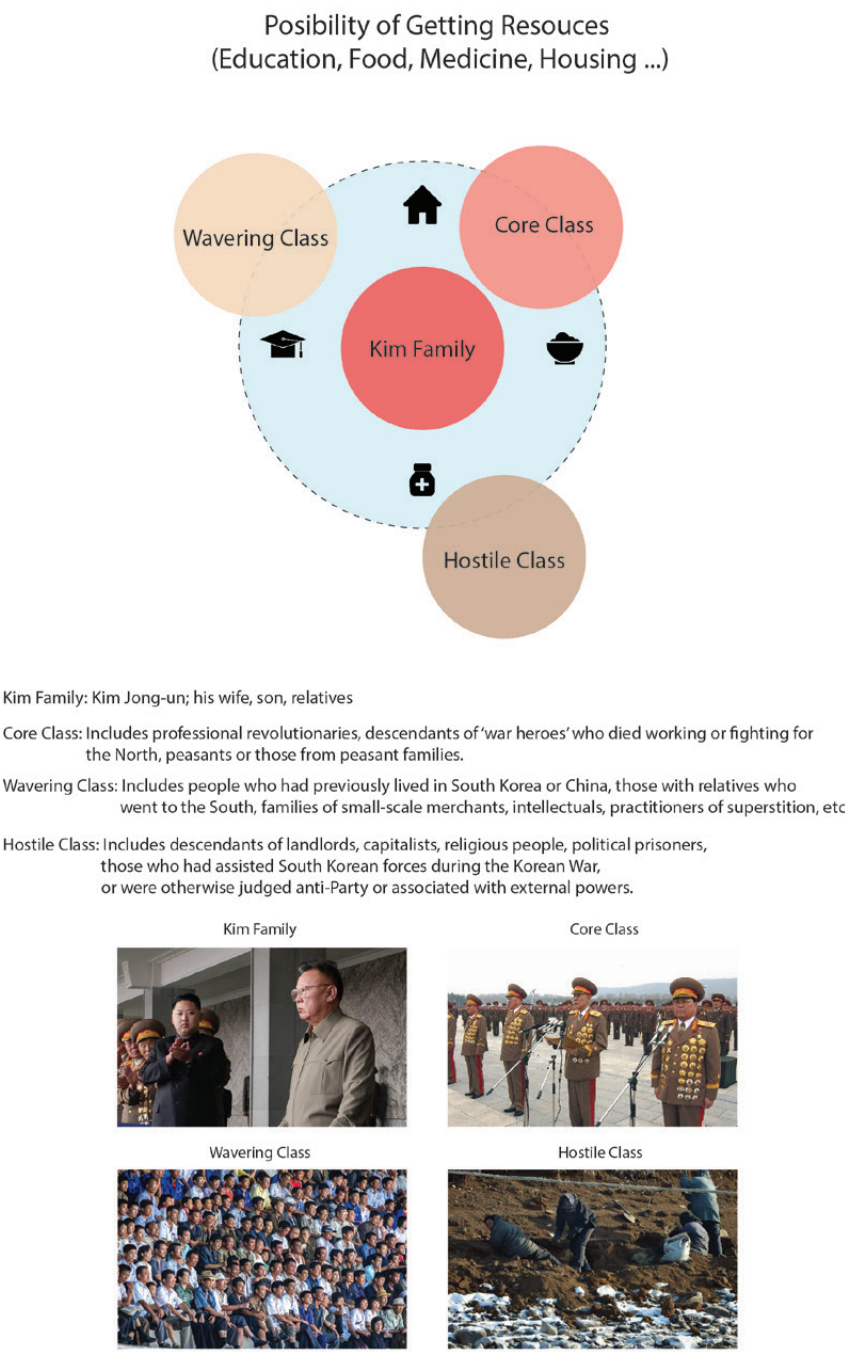 Posibility of Getting Resouces
(Education, Food, Medicine, Housing ...)
Wavering Class
Core Class
Kim Family
Hostile Class
Kim Family: Kim Jong-un; his wife, son, relatives
Core Class: Includes professional revolutionaries, descendants of ‘war heroes’ who died working or fighting for
the North, peasants or those from peasant families.
Wavering Class: Includes people who had previously lived in South Korea or China, those with relatives who
went to the South, families of small-scale merchants, intellectuals, practitioners of superstition, etc
Hostile Class: Includes descendants of landlords, capitalists, religious people, political prisoners,
those who had assisted South Korean forces during the Korean War,
or were otherwise judged anti-Party or associated with external powers.
Kim Family
Core Class
Wavering Class
Hostile Class